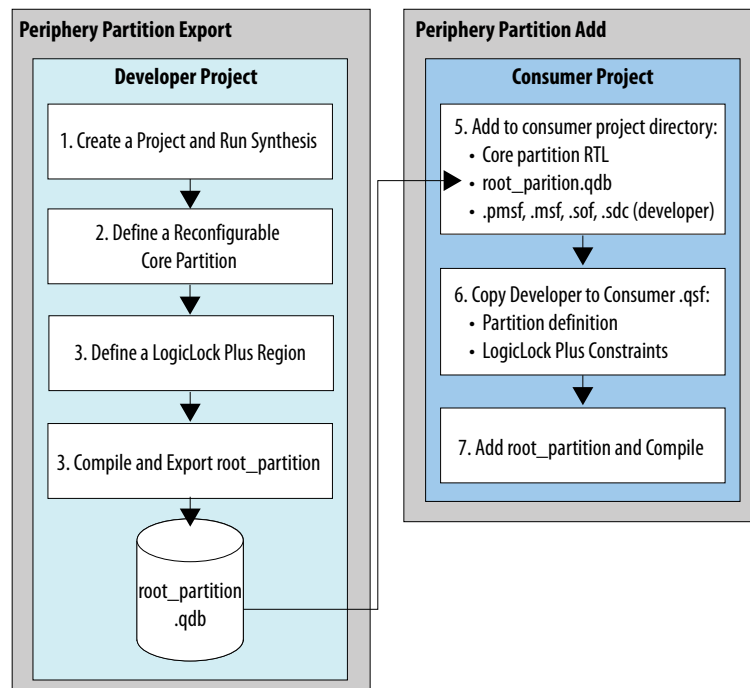 Periphery Partition Export
Developer Project
1. Create a Project and Run Synthesis
2. Define a Reconfigurable
Core Partition
3. Define a LogicLock Plus Region
3. Compile and Export root_partition
root_partition
.qdb
Periphery Partition Add
Consumer Project
5. Add to consumer project directory:
• Core partition RTL
• root_parition.qdb
• .pmsf, .msf, .sof, .sdc (developer)
6. Copy Developer to Consumer .qsf:
• Partition definition
• LogicLock Plus Constraints
7. Add root_partition and Compile